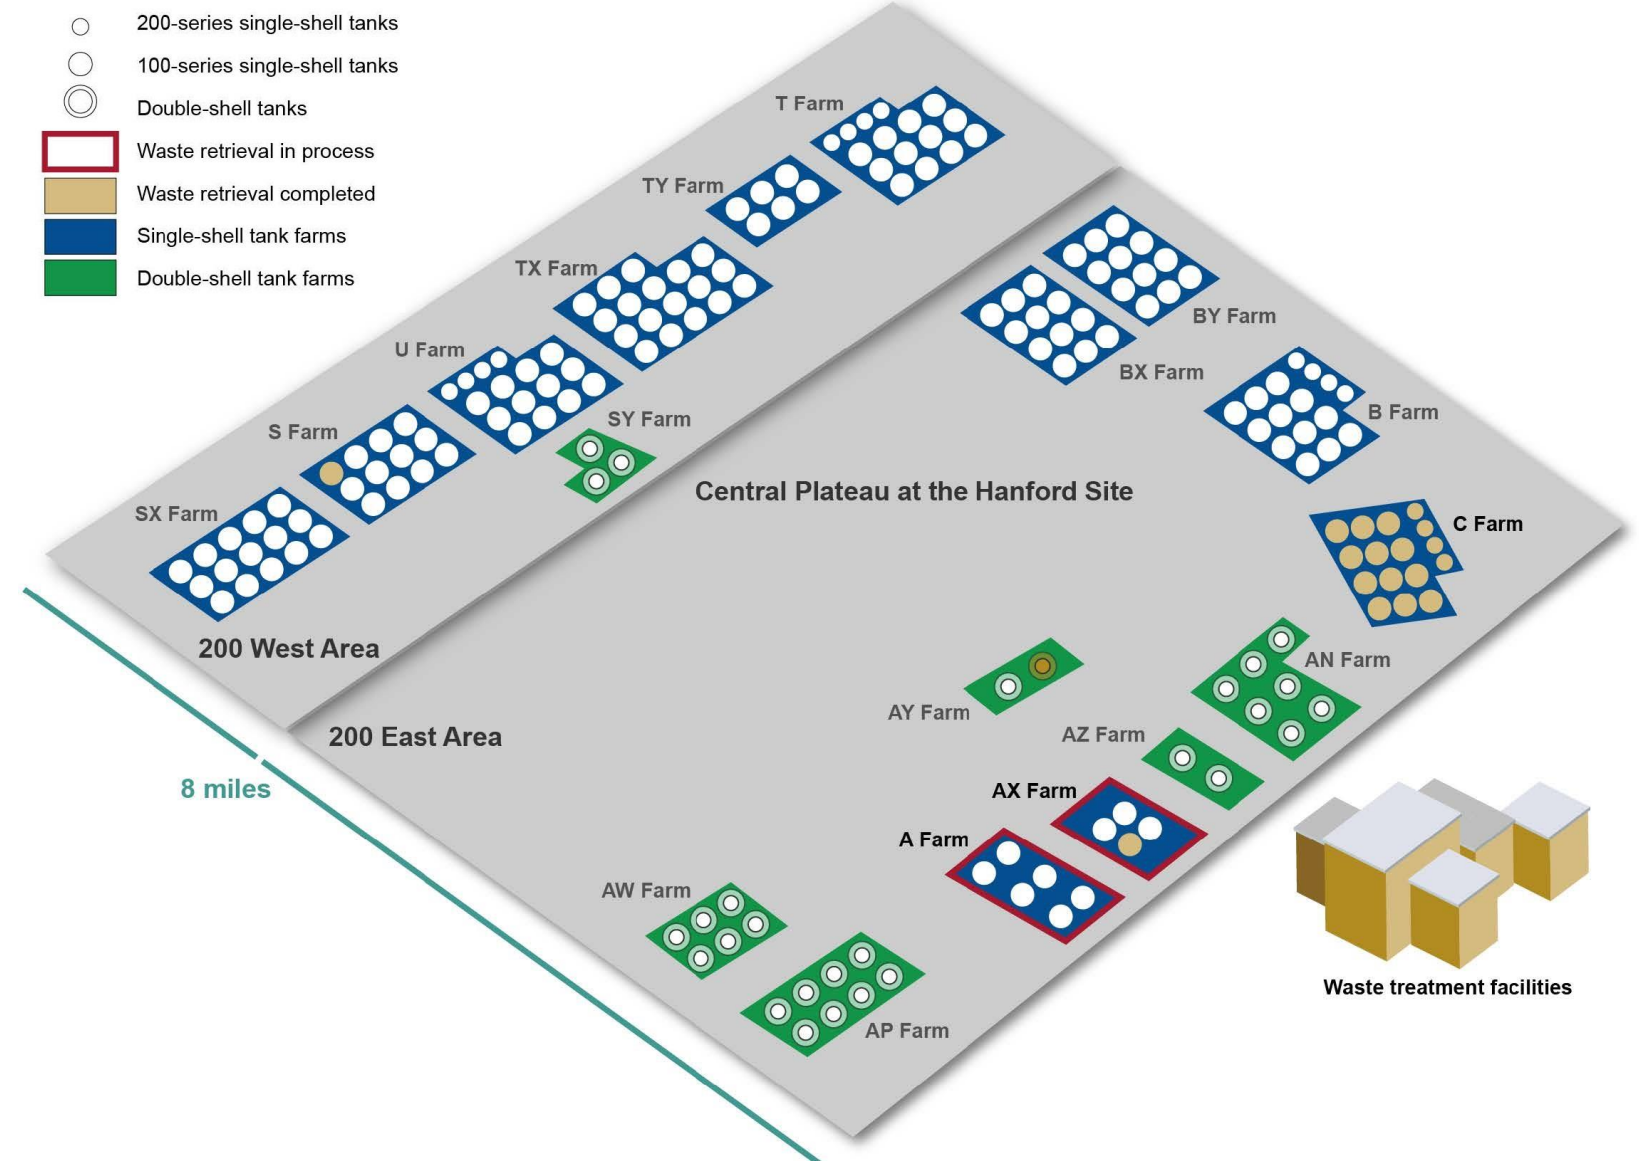 200-series single-shell tanks
100-series single-shell tanks
Double-shell tanks
Waste retrieval in process
Waste retrieval completed
Single-shell tank farms
Double-shell tank farms
T Farm
TY Farm
TX Farm
U Farm
SY Farm
S Farm
SX Farm
BY Farm
BX Farm
B Farm
Central Plateau at the Hanford Site
C Farm
200 West Area
AN Farm
AY Farm
200 East Area
AZ Farm
8 miles
AX Farm
A Farm
AW Farm
AP Farm
Waste treatment facilities